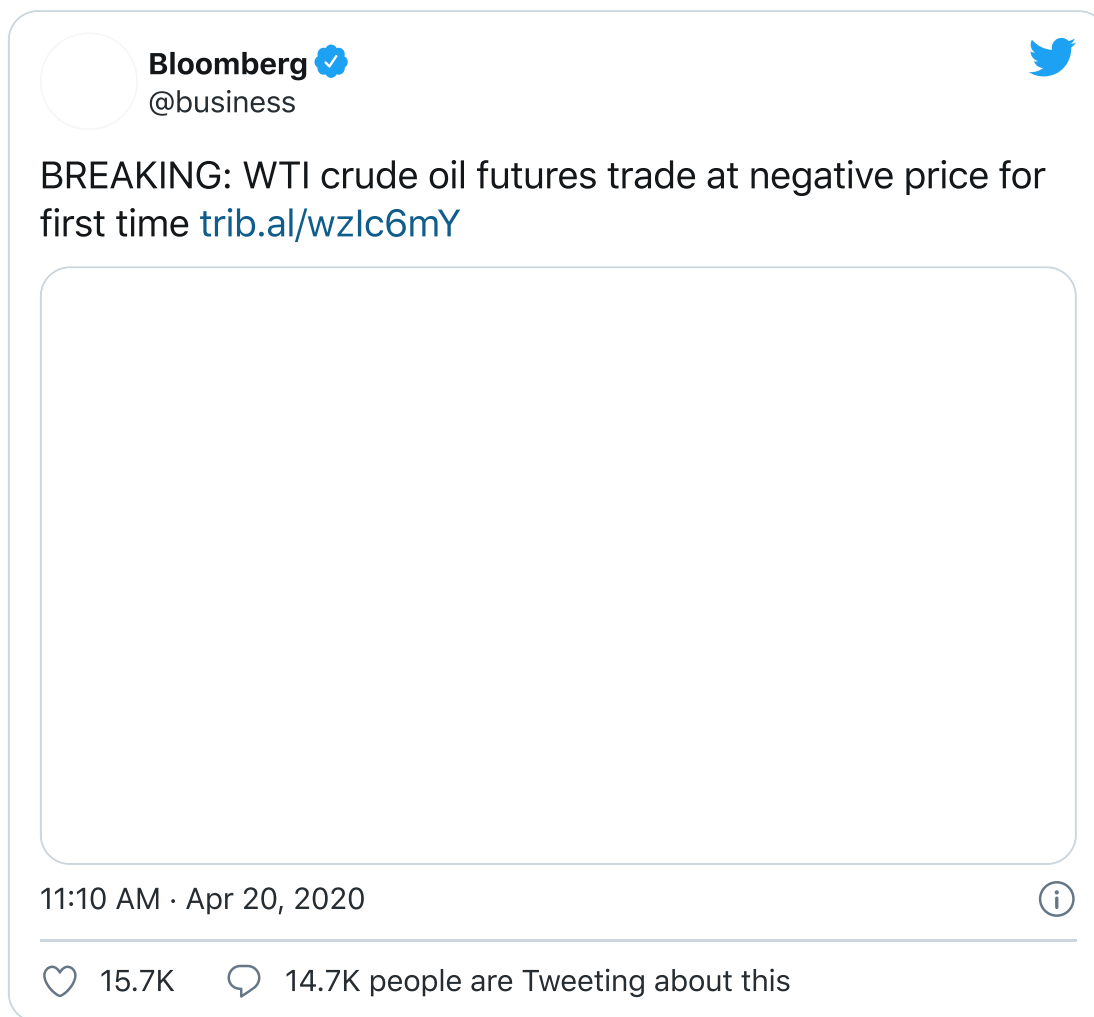 Bloomberg
@business
BREAKING: WTI crude oil futures trade at negative price for
first time trib.al/wzIc6mY
11:10 AM · Apr 20, 2020
15.7K 14.7K people are Tweeting about this